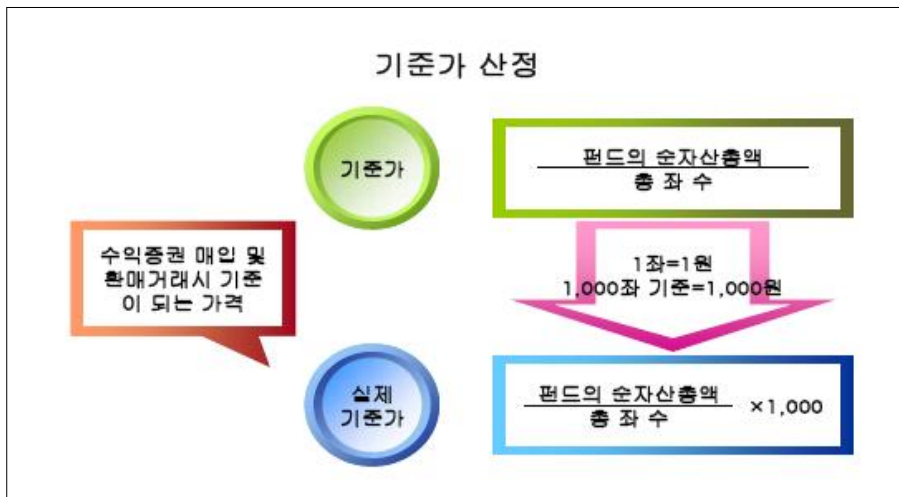 기준가 산정
기준가
펀드의 순자산총액
총 좌 수
수익증권 매입 및
환매거래시 기준
이 되는 가격
1좌=1원
1,000좌 기준=1,000원
실제
기준가
펀드의 순자산총액
총 좌 수
×1,000